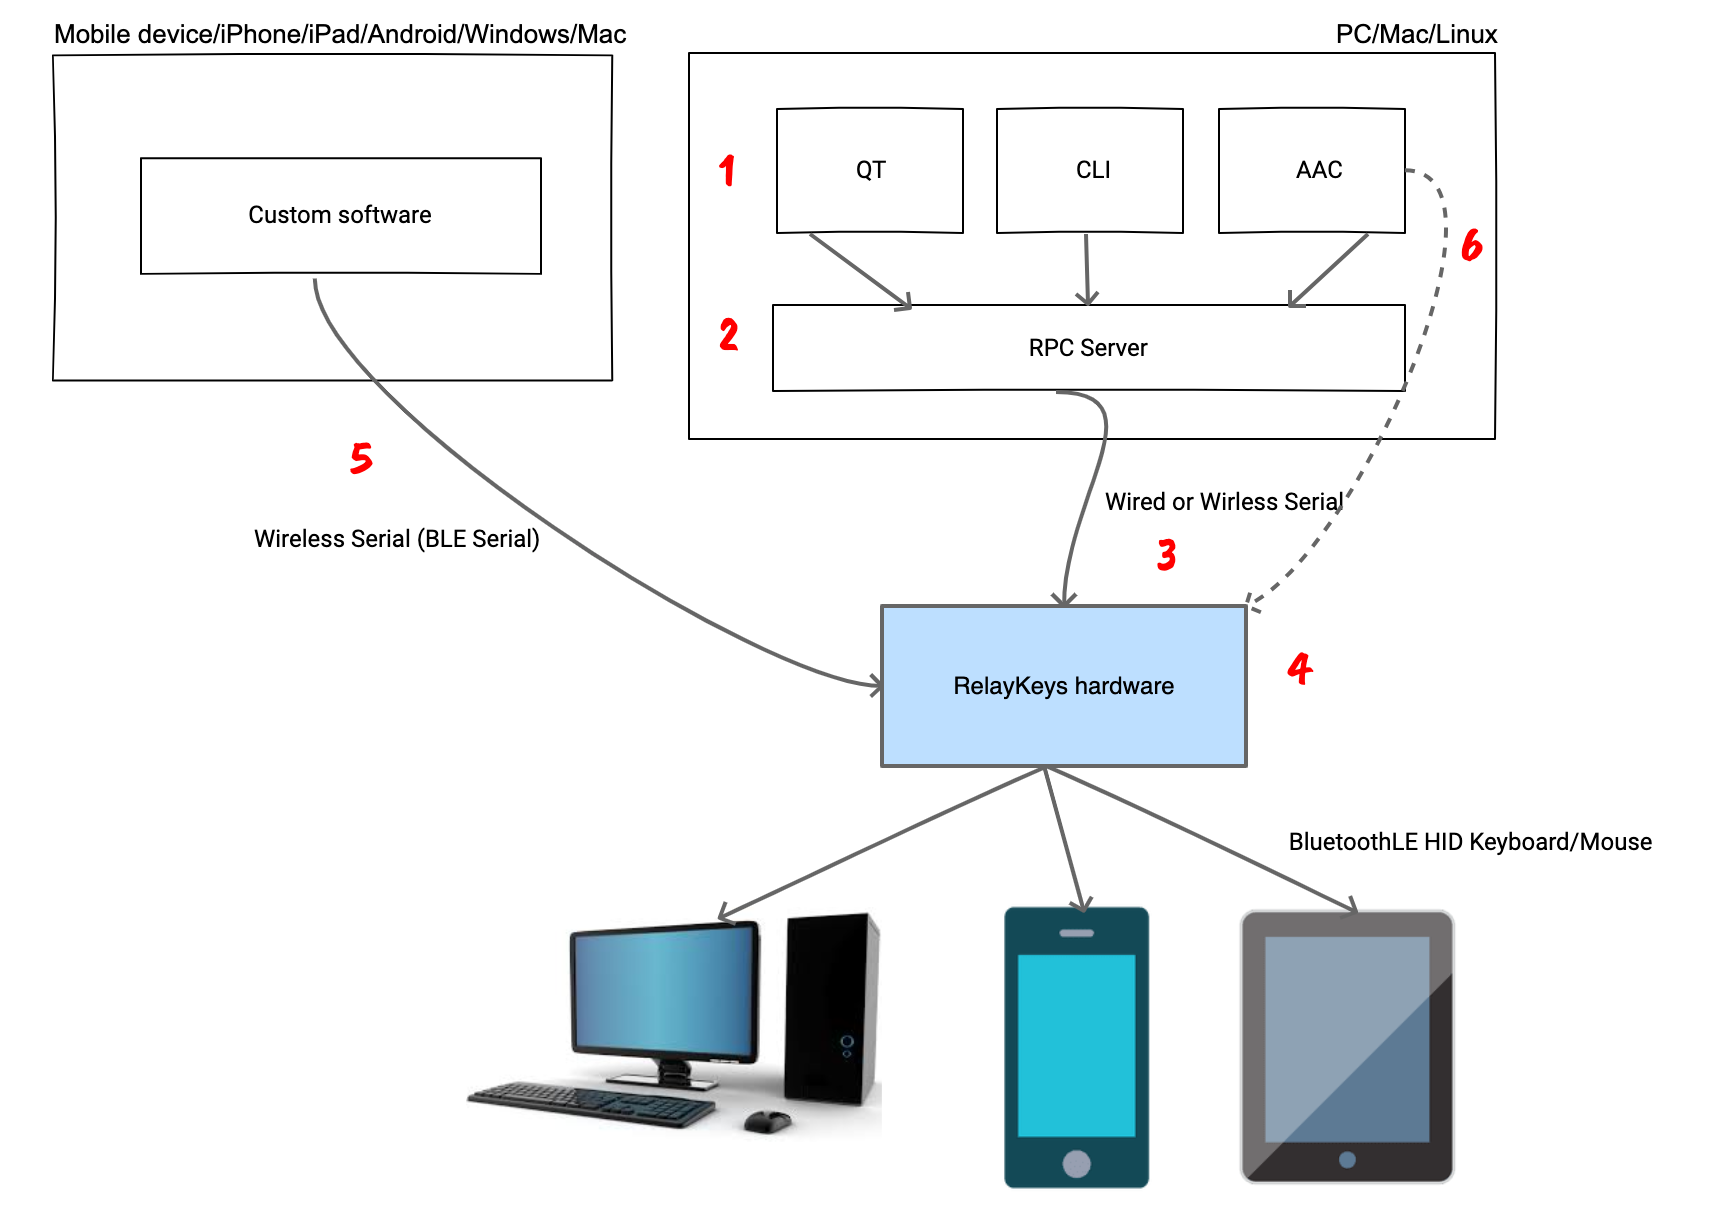 Mobile device/iPhone/iPad/Android/Windows/Mac
PC/Mac/Linux
1
QT
CLI
AAC
Custom software
6
2
RPC Server
5
Wired or Wirless Serial
Wireless Serial (BLE Serial)
3
RelayKeys hardware
4
BluetoothLE HID Keyboard/Mouse